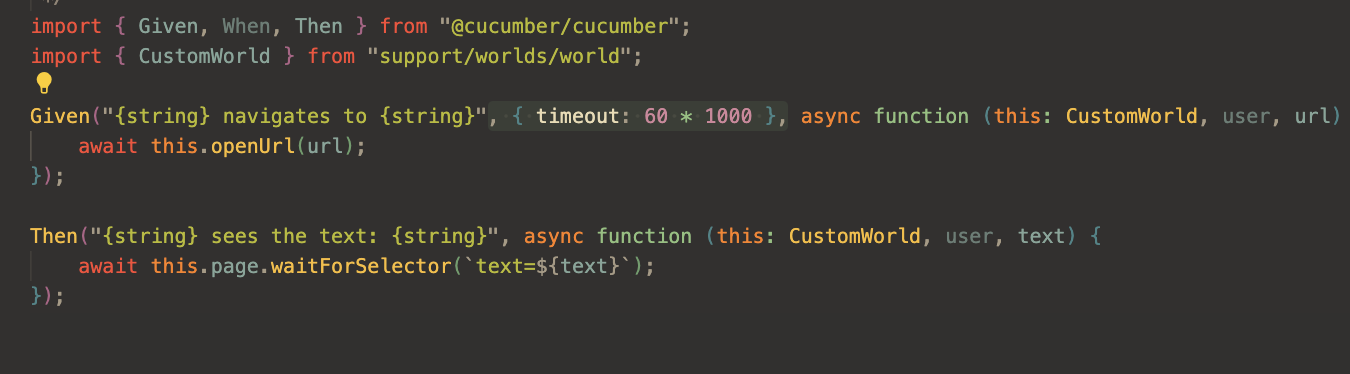 import { Given, When, Then } from "@cucumber/cucumber";
import { CustomWorld } from "support/worlds/world";
Given("{string} navigates to {string}", { timeout: 60 * 1000 }, async function (this: CustomWorld, user, url)
    await this.openUrl(url);
});
Then("{string} sees the text: {string}", async function (this: CustomWorld, user, text) {
    await this.page.waitForSelector(`text=${text}`);
});